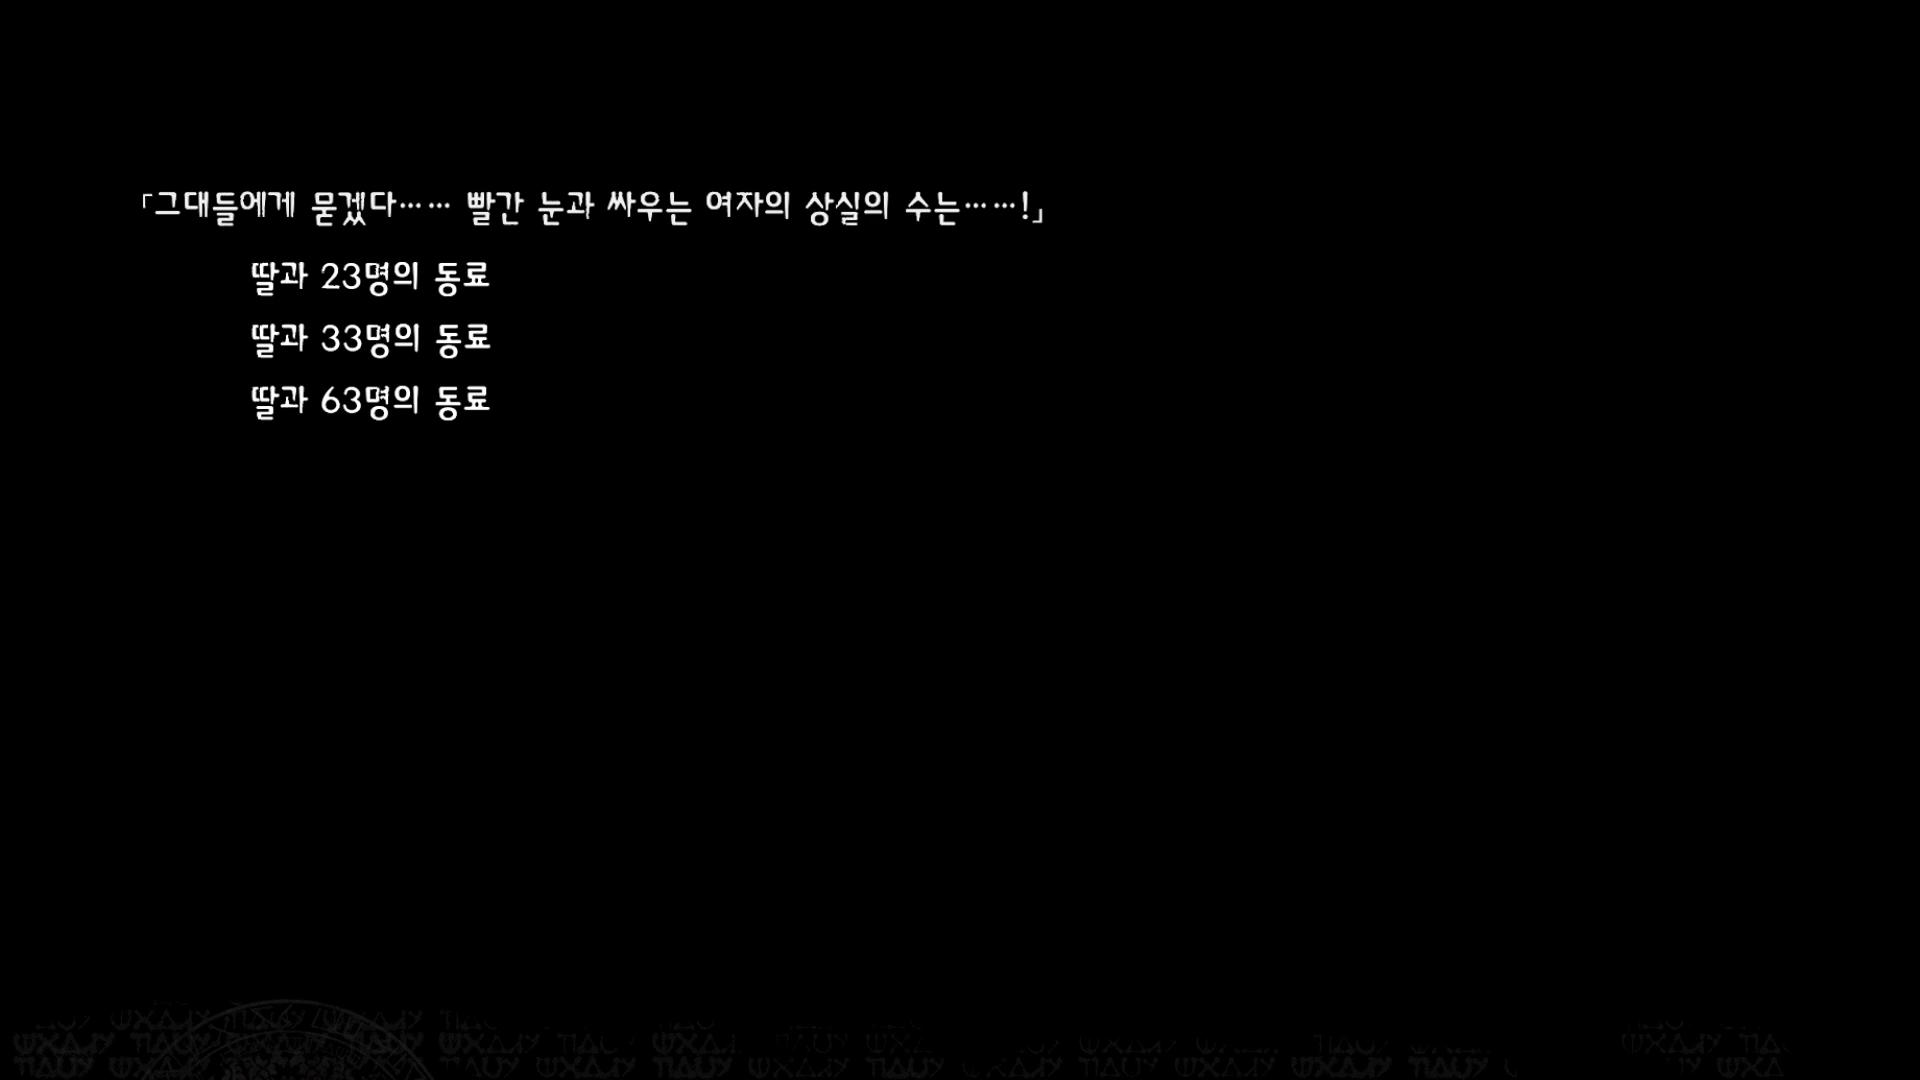 「그대들에게 묻겠다…… 빨간 눈과 싸우는 여자의 상실의 수는……!」
딸과 23명의 동료
딸과 33명의 동료
딸과 63명의 동료